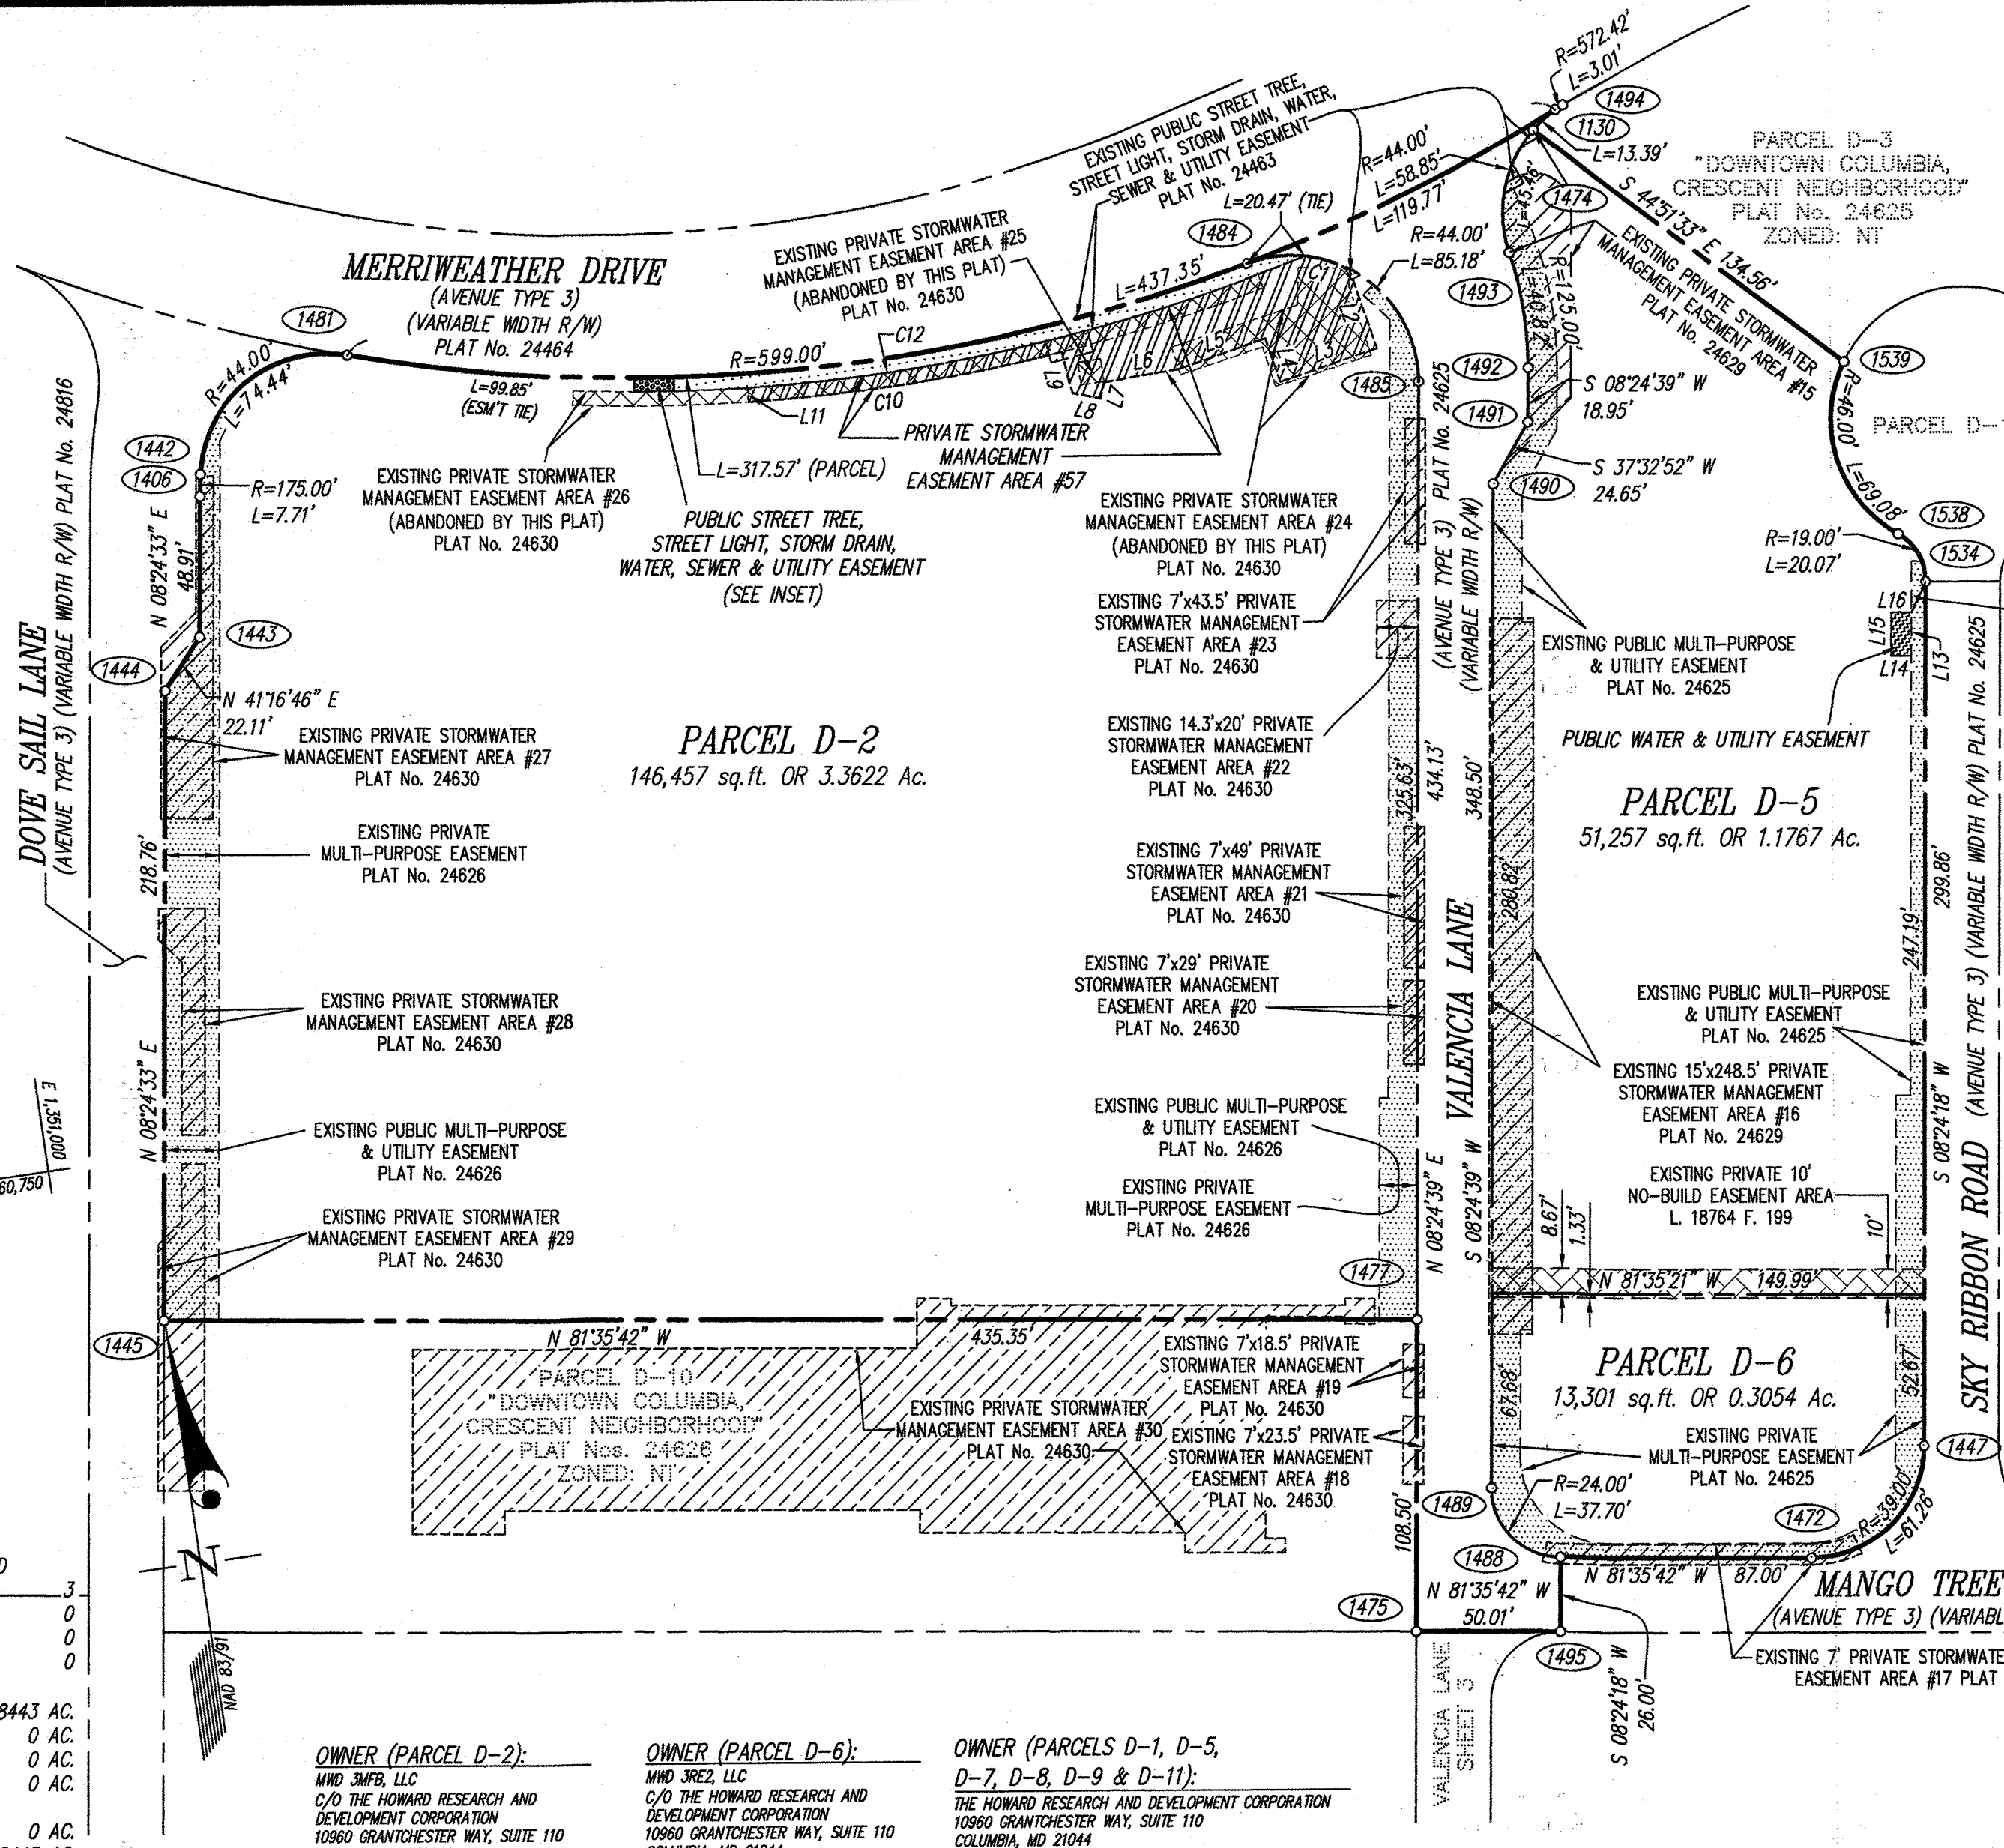 R=572.42'
L=3.01'
1494
1130
L=13.39'
PARCEL D-3
"DOWNTOWN COLUMBIA,
CRESCENT NEIGHBORHOOD"
PLAT No. 24625
ZONED: NT
EXISTING PUBLIC STREET TREE,
STREET LIGHT, STORM DRAIN, WATER,
SEWER & UTILITY EASEMENT
PLAT No. 24463
R=44.00'
L=58.85'
L=119.77'
L=45.46'
1474
S 44°51'33" E 134.56'
L=20.47' (TIE)
1484
R=44.00'
L=85.18'
1493
L=40.82'
R=125.00'
EXISTING PRIVATE STORMWATER
MANAGEMENT EASEMENT AREA #15
PLAT No. 24629
1539
R=46.00' L=69.08'
PARCEL D-
MERRIWEATHER DRIVE
(AVENUE TYPE 3)
(VARIABLE WIDTH R/W)
PLAT No. 24464
EXISTING PRIVATE STORMWATER
MANAGEMENT EASEMENT AREA #25
(ABANDONED BY THIS PLAT)
PLAT No. 24630
L=437.35'
C12
C1
L2
L3
L4
L5
L6
L7
L8
L9
1481
R=44.00'
L=74.44'
L=99.85'
(ESM'T TIE)
R=599.00'
C10
L11
1485
1492
1491
S 08°24'39" W
18.95'
S 37°32'52" W
24.65'
1490
1442
1406
R=175.00'
L=7.71'
N 08°24'33" E
48.91'
1443
1444
N 41°16'46" E
22.11'
DOVE SAIL LANE
(AVENUE TYPE 3) (VARIABLE WIDTH R/W) PLAT No. 24816
EXISTING PRIVATE STORMWATER
MANAGEMENT EASEMENT AREA #26
(ABANDONED BY THIS PLAT)
PLAT No. 24630
L=317.57' (PARCEL)
PRIVATE STORMWATER
MANAGEMENT
EASEMENT AREA #57
PUBLIC STREET TREE,
STREET LIGHT, STORM DRAIN,
WATER, SEWER & UTILITY EASEMENT
(SEE INSET)
EXISTING PRIVATE STORMWATER
MANAGEMENT EASEMENT AREA #24
(ABANDONED BY THIS PLAT)
PLAT No. 24630
EXISTING 7'x43.5' PRIVATE
STORMWATER MANAGEMENT
EASEMENT AREA #23
PLAT No. 24630
EXISTING 14.3'x20' PRIVATE
STORMWATER MANAGEMENT
EASEMENT AREA #22
PLAT No. 24630
EXISTING 7'x49' PRIVATE
STORMWATER MANAGEMENT
EASEMENT AREA #21
PLAT No. 24630
EXISTING 7'x29' PRIVATE
STORMWATER MANAGEMENT
EASEMENT AREA #20
PLAT No. 24630
EXISTING PUBLIC MULTI-PURPOSE
& UTILITY EASEMENT
PLAT No. 24626
EXISTING PRIVATE
MULTI-PURPOSE EASEMENT
PLAT No. 24626
EXISTING PRIVATE STORMWATER
MANAGEMENT EASEMENT AREA #27
PLAT No. 24630
PARCEL D-2
146,457 sq.ft. OR 3.3622 Ac.
EXISTING PRIVATE
MULTI-PURPOSE EASEMENT
PLAT No. 24626
218.76'
N 08°24'33" E
EXISTING PRIVATE STORMWATER
MANAGEMENT EASEMENT AREA #28
PLAT No. 24630
EXISTING PUBLIC MULTI-PURPOSE
& UTILITY EASEMENT
PLAT No. 24626
EXISTING PRIVATE STORMWATER
MANAGEMENT EASEMENT AREA #29
PLAT No. 24630
E 1,351,000
60,750
1445
VALENCIA LANE
(AVENUE TYPE 3) PLAT No. 24625
(VARIABLE WIDTH R/W)
325.63'
434.13'
348.50'
280.82'
N 08°24'39" E
S 08°24'39" W
1477
R=19.00'
L=20.07'
1538
1534
L16
L15
L14
L13
EXISTING PUBLIC MULTI-PURPOSE
& UTILITY EASEMENT
PLAT No. 24625
PUBLIC WATER & UTILITY EASEMENT
PARCEL D-5
51,257 sq.ft. OR 1.1767 Ac.
247.19'
299.86'
EXISTING PUBLIC MULTI-PURPOSE
& UTILITY EASEMENT
PLAT No. 24625
EXISTING 15'x248.5' PRIVATE
STORMWATER MANAGEMENT
EASEMENT AREA #16
PLAT No. 24629
EXISTING PRIVATE 10'
NO-BUILD EASEMENT AREA
L. 18764 F. 199
8.67'
1.33'
10'
S 08°24'18" W
SKY RIBBON ROAD
(AVENUE TYPE 3) (VARIABLE WIDTH R/W) PLAT No. 24625
N 81°35'21" W 149.99'
N 81°35'42" W 435.35'
PARCEL D-10
"DOWNTOWN COLUMBIA,
CRESCENT NEIGHBORHOOD"
PLAT Nos. 24626
ZONED: NT
EXISTING PRIVATE STORMWATER
MANAGEMENT EASEMENT AREA #30
PLAT No. 24630
EXISTING 7'x18.5' PRIVATE
STORMWATER MANAGEMENT
EASEMENT AREA #19
PLAT No. 24630
EXISTING 7'x23.5' PRIVATE
STORMWATER MANAGEMENT
EASEMENT AREA #18
PLAT No. 24630
PARCEL D-6
13,301 sq.ft. OR 0.3054 Ac.
EXISTING PRIVATE
MULTI-PURPOSE EASEMENT
PLAT No. 24625
67.68'
52.67'
1447
1489
R=24.00'
L=37.70'
1472
R=39.00'
L=61.26'
108.50'
1488
N 81°35'42" W 87.00'
MANGO TREE
(AVENUE TYPE 3) (VARIABL
1475
N 81°35'42" W
50.01'
1495
S 08°24'18" W
26.00'
EXISTING 7' PRIVATE STORMWATE
EASEMENT AREA #17 PLAT
VALENCIA LANE
SHEET 3
N
NAD 83/91
D
3
0
0
0
8443 AC.
0 AC.
0 AC.
0 AC.
0 AC.
OWNER (PARCEL D-2):
MWD 3MFB, LLC
C/O THE HOWARD RESEARCH AND
DEVELOPMENT CORPORATION
10960 GRANTCHESTER WAY, SUITE 110
OWNER (PARCEL D-6):
MWD 3RE2, LLC
C/O THE HOWARD RESEARCH AND
DEVELOPMENT CORPORATION
10960 GRANTCHESTER WAY, SUITE 110
COLUMBIA, MD 21044
OWNER (PARCELS D-1, D-5,
D-7, D-8, D-9 & D-11):
THE HOWARD RESEARCH AND DEVELOPMENT CORPORATION
10960 GRANTCHESTER WAY, SUITE 110
COLUMBIA, MD 21044